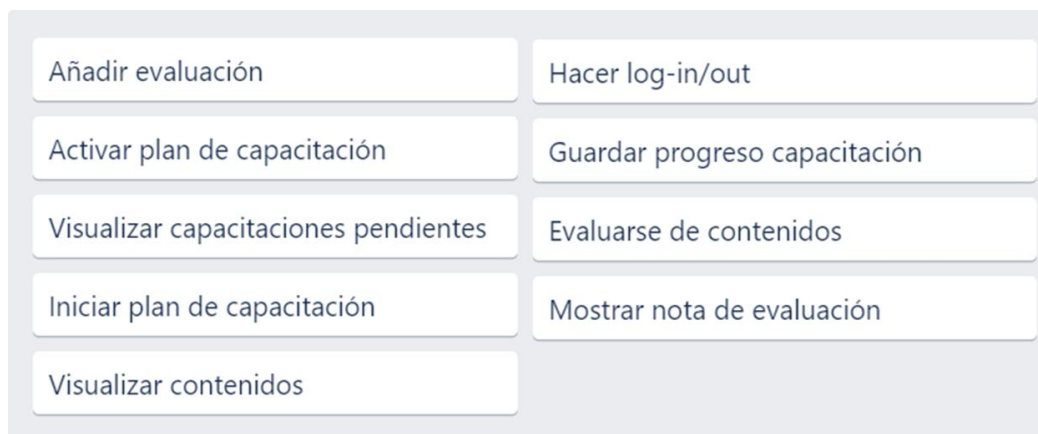 Añadir evaluación
Activar plan de capacitación
Visualizar capacitaciones pendientes
Iniciar plan de capacitación
Visualizar contenidos
Hacer log-in/out
Guardar progreso capacitación
Evaluarse de contenidos
Mostrar nota de evaluación